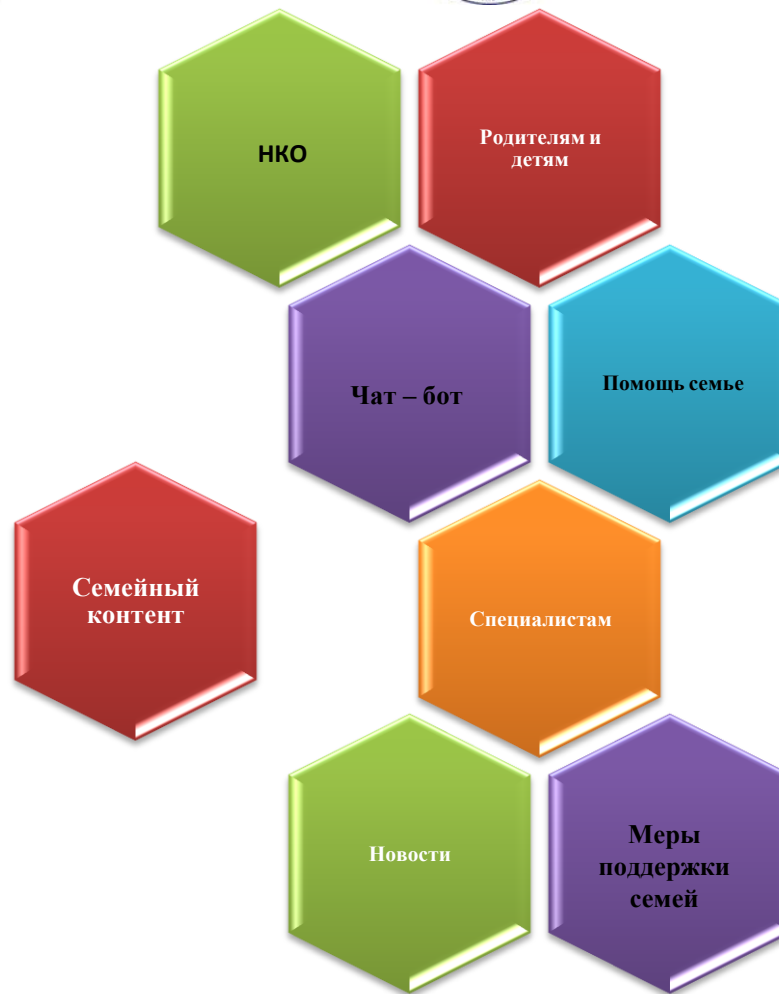 НКО
Родителям и
детям
Чат – бот
Помощь семье
Семейный
контент
Специалистам
Новости
Меры
поддержки
семей